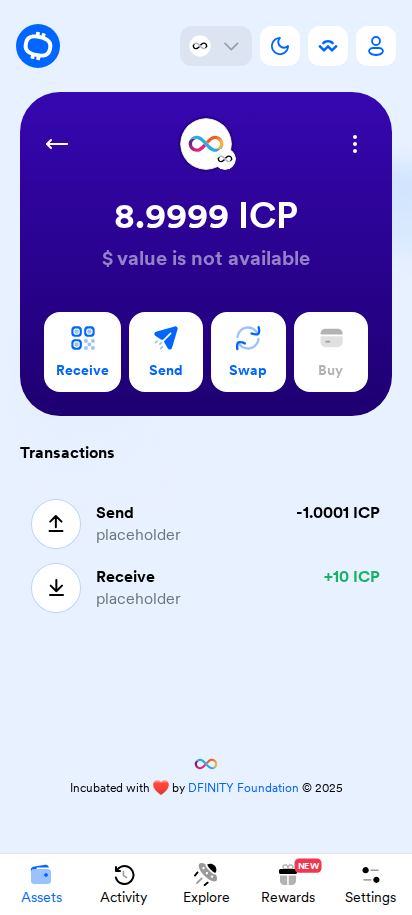 8.9999 ICP
$ value is not available
Receive
Send
Swap
Buy
Transactions
Send
-1.0001 ICP
placeholder
Receive
+10 ICP
placeholder
Incubated with ❤️ by DFINITY Foundation © 2025
NEW
Assets
Activity
Explore
Rewards
Settings